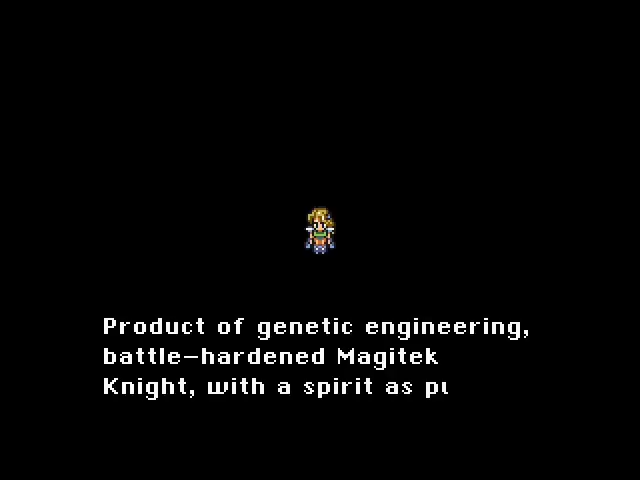 Product of genetic engineering,
battle-hardened Magitek
Knight, with a spirit as